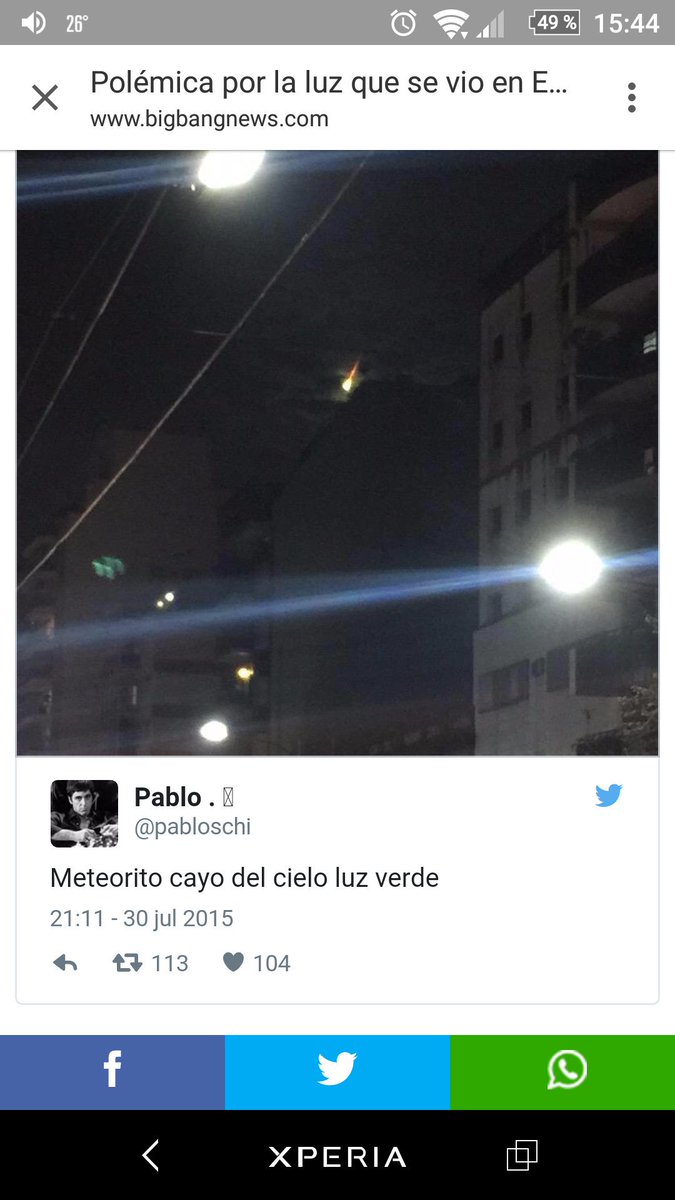 26°
49 %
15:44
Polémica por la luz que se vio en E...
www.bigbangnews.com
Pablo .
@pabloschi
Meteorito cayo del cielo luz verde
21:11 - 30 jul 2015
113
104
XPERIA